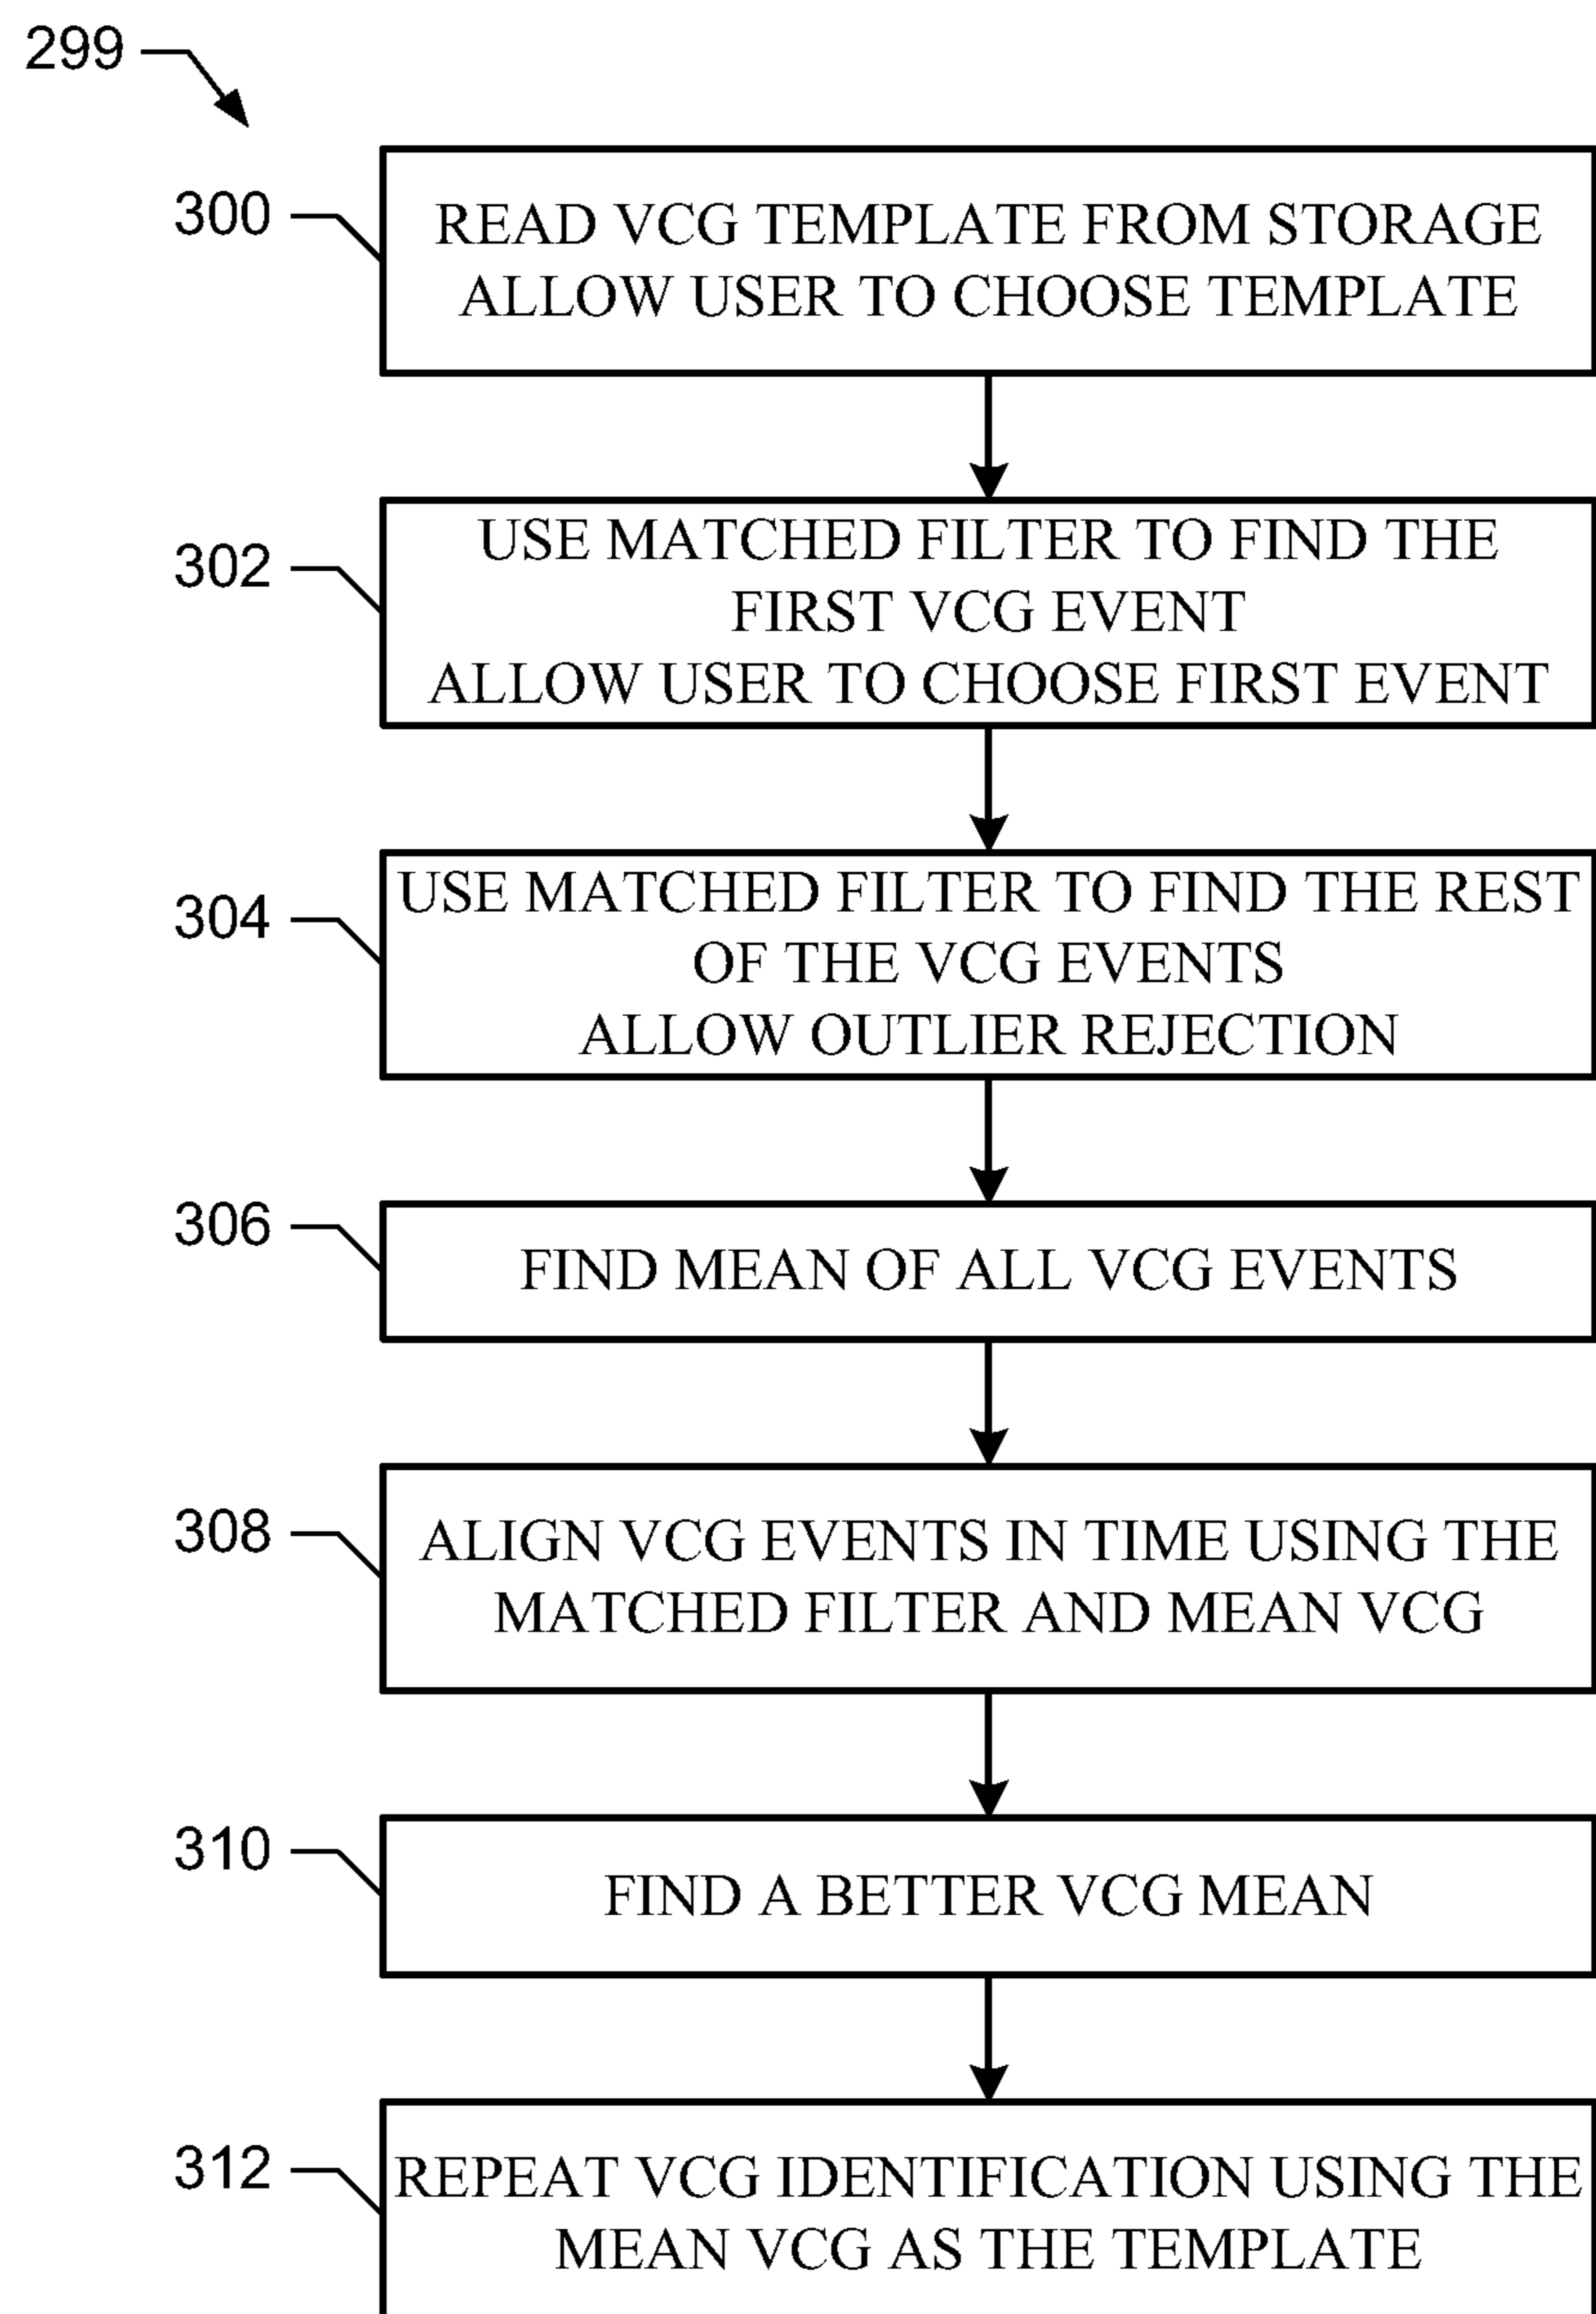 299
300
READ VCG TEMPLATE FROM STORAGE
ALLOW USER TO CHOOSE TEMPLATE
302
USE MATCHED FILTER TO FIND THE
FIRST VCG EVENT
ALLOW USER TO CHOOSE FIRST EVENT
304
USE MATCHED FILTER TO FIND THE REST
OF THE VCG EVENTS
ALLOW OUTLIER REJECTION
306
FIND MEAN OF ALL VCG EVENTS
308
ALIGN VCG EVENTS IN TIME USING THE
MATCHED FILTER AND MEAN VCG
310
FIND A BETTER VCG MEAN
312
REPEAT VCG IDENTIFICATION USING THE
MEAN VCG AS THE TEMPLATE